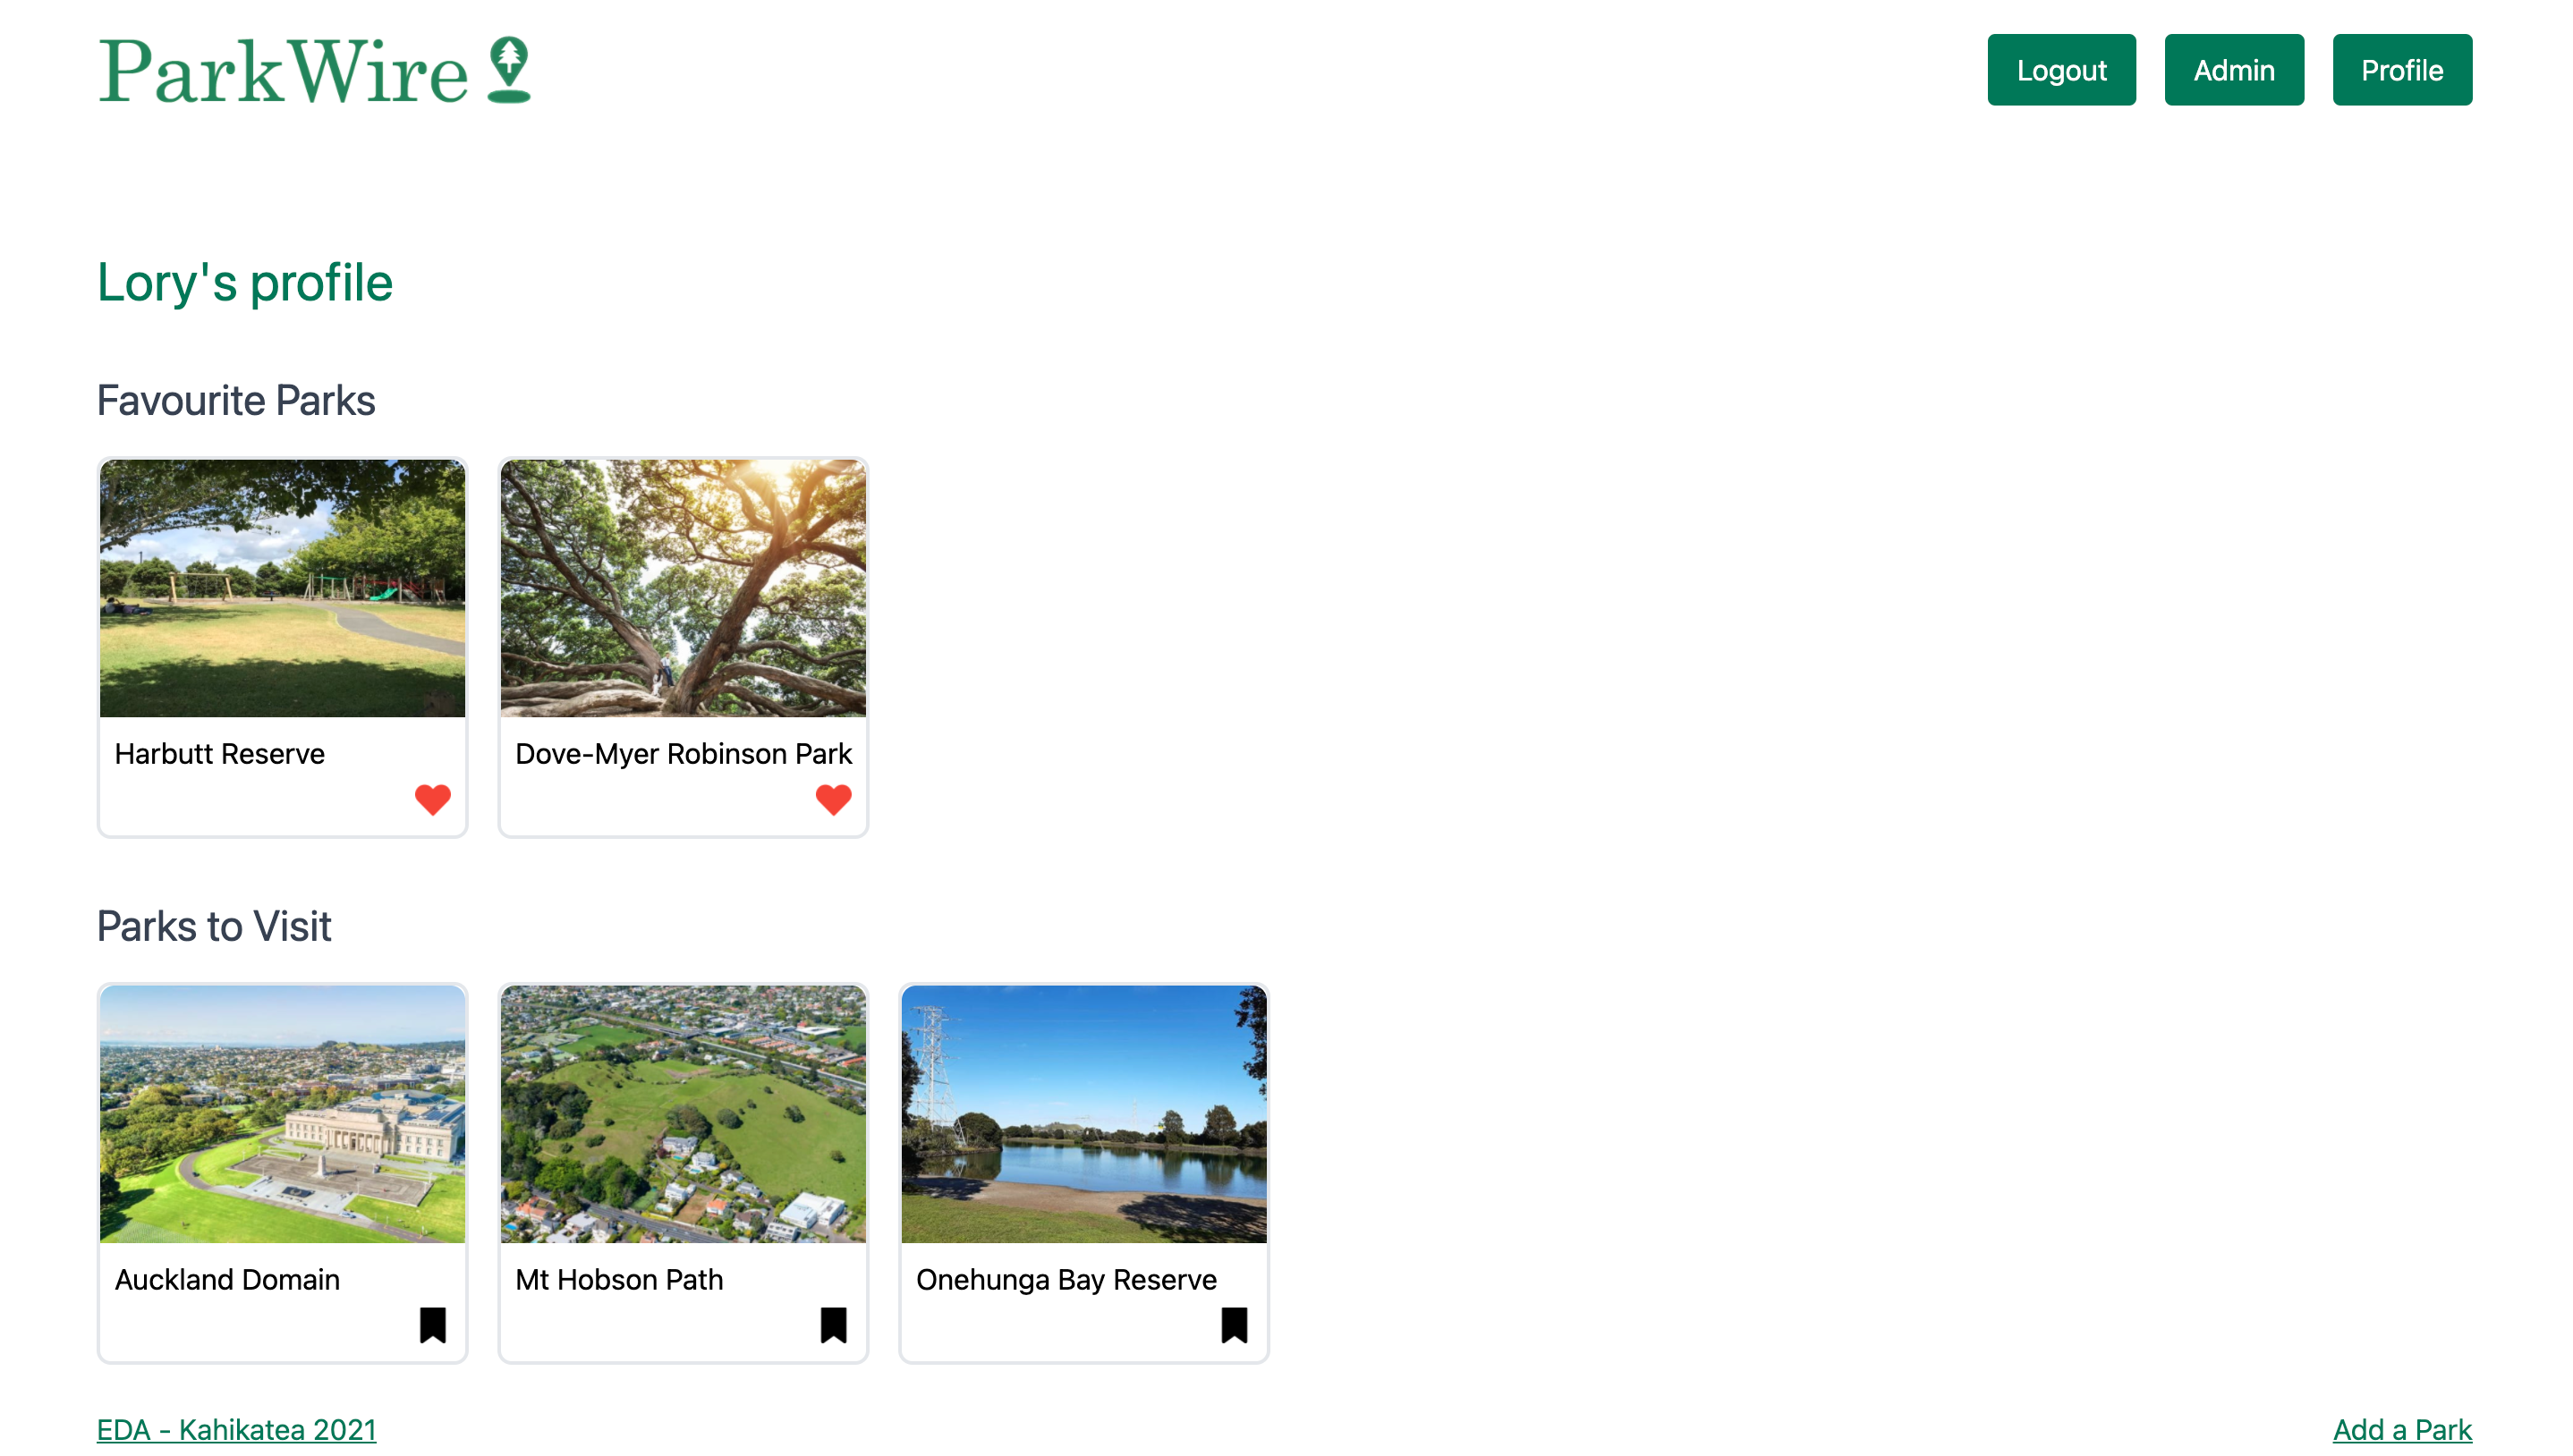 ParkWire
Logout
Admin
Profile
Lory's profile
Favourite Parks
Harbutt Reserve
Dove-Myer Robinson Park
Parks to Visit
Auckland Domain
Mt Hobson Path
Onehunga Bay Reserve
EDA - Kahikatea 2021
Add a Park